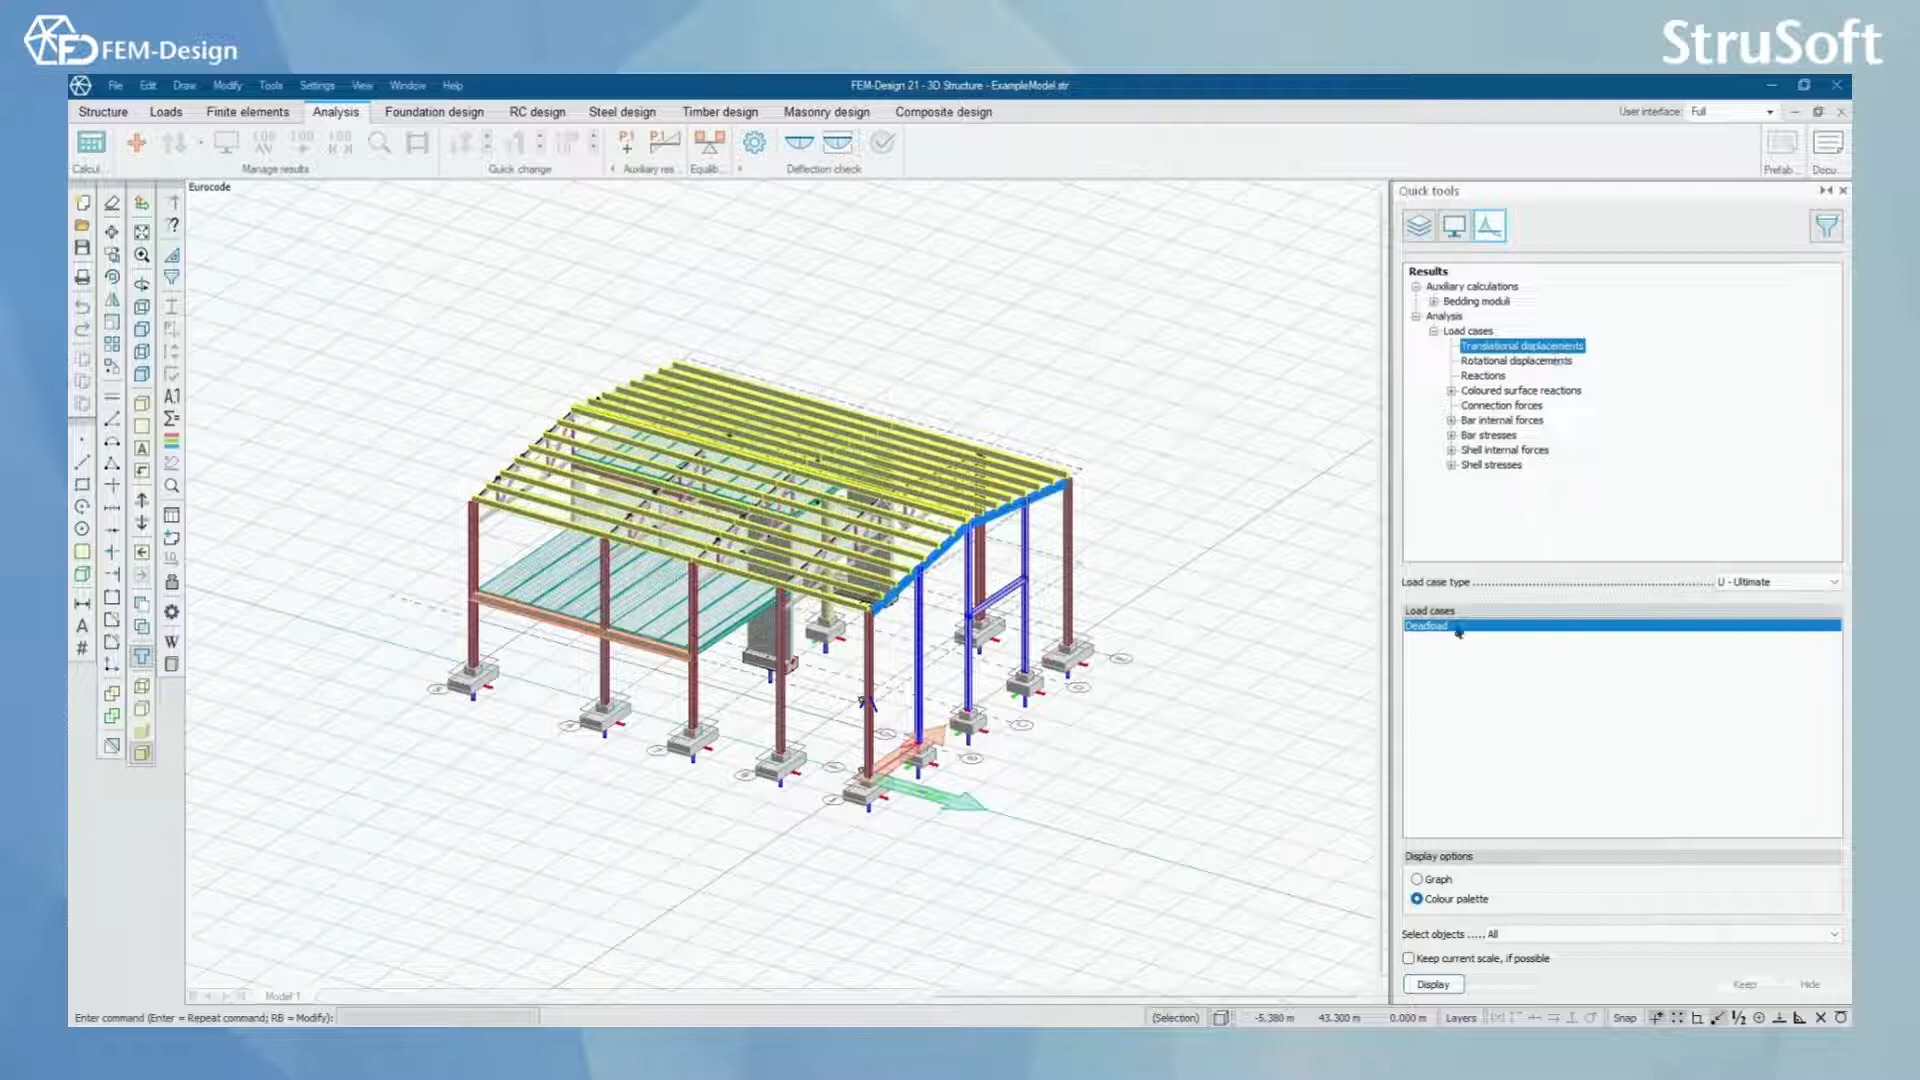 FEM-Design
StruSoft
File Edit Draw Modify Tools Settings View Window Help
FEM-Design 21 - 3D Structure - ExampleModel.str
Structure Loads Finite elements Analysis Foundation design RC design Steel design Timber design Masonry design Composite design
User interface: Full
Calcul...
Manage results
Quick change
Auxiliary res...
Equilib...
Deflection check
Prefab...
Docu...
Eurocode
Quick tools
Results
Auxiliary calculations
Bedding moduli
Analysis
Load cases
Translational displacements
Rotational displacements
Reactions
Coloured surface reactions
Connection forces
Bar internal forces
Bar stresses
Shell internal forces
Shell stresses
Load case type U - Ultimate
Load cases
Deadload
Display options
Graph
Colour palette
Select objects ..... All
Keep current scale, if possible
Display Keep Hide
Model 1
Enter command (Enter = Repeat command; RB = Modify):
(Selection) -5.380 m 43.300 m 0.000 m Layers Snap